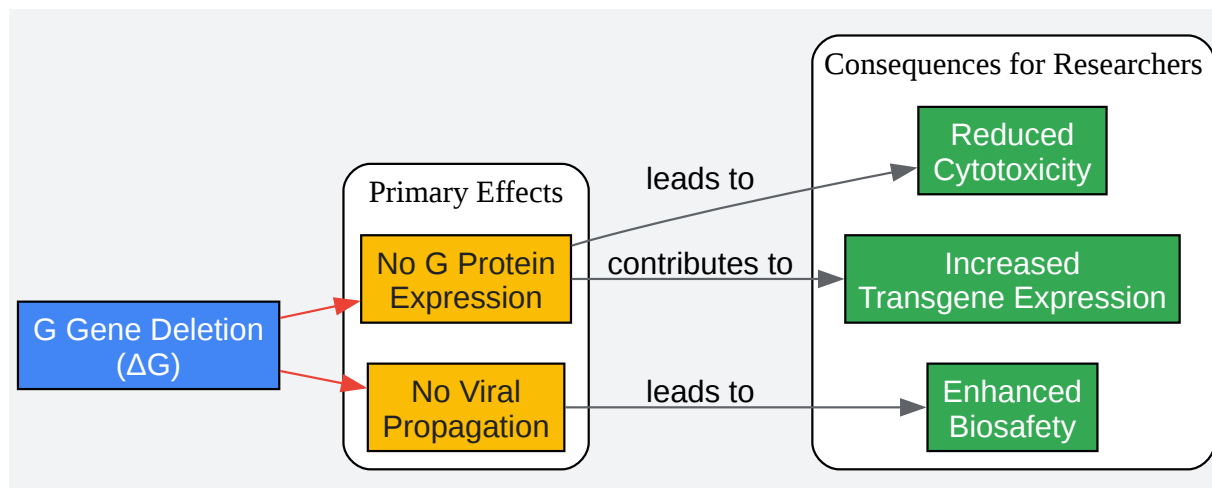 G Gene Deletion
(ΔG)
Primary Effects
No G Protein
Expression
No Viral
Propagation
leads to
contributes to
leads to
Consequences for Researchers
Reduced
Cytotoxicity
Increased
Transgene Expression
Enhanced
Biosafety